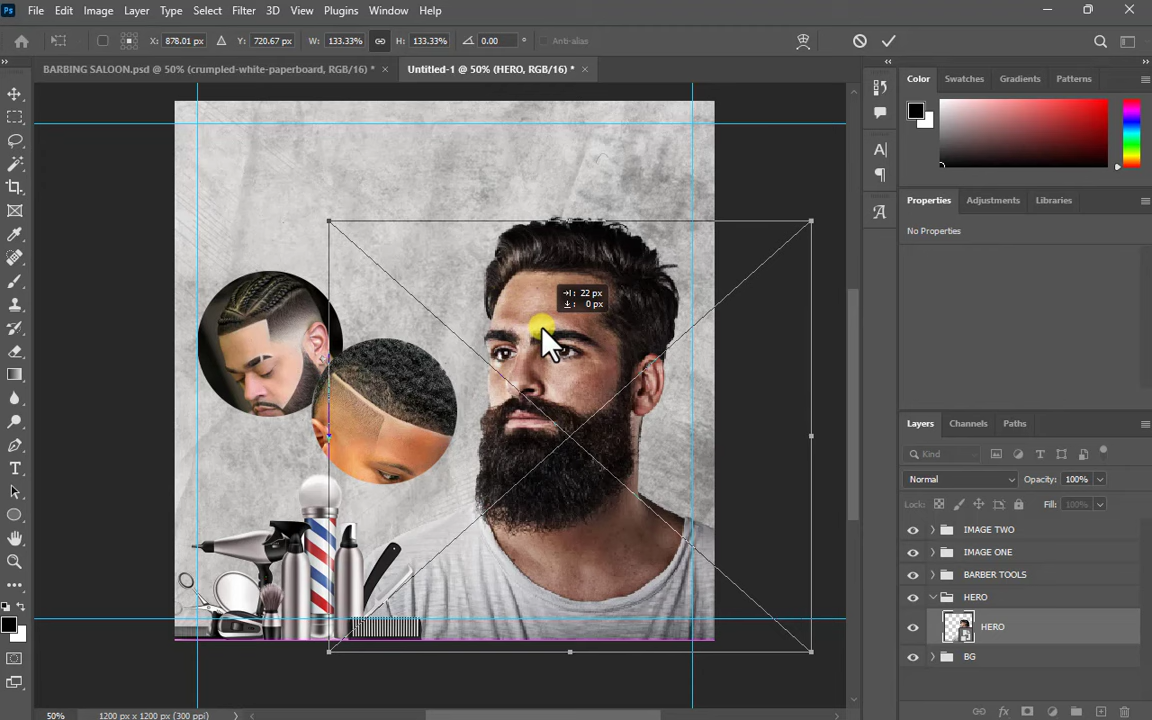 Ps File Edit Image Layer Type Select Filter 3D View Plugins Window Help
X: 878.01 px Y: 720.67 px W: 133.33% H: 133.33% 0.00 ° Anti-alias
BARBING SALOON.psd @ 50% (crumpled-white-paperboard, RGB/16) * × Untitled-1 @ 50% (HERO, RGB/16) * ×
Color Swatches Gradients Patterns
Properties Adjustments Libraries
No Properties
: 22 px
: 0 px
Layers Channels Paths
Kind
Normal Opacity: 100%
Lock: Fill: 100%
IMAGE TWO
IMAGE ONE
BARBER TOOLS
HERO
HERO
BG
50% 1200 px x 1200 px (300 ppi)